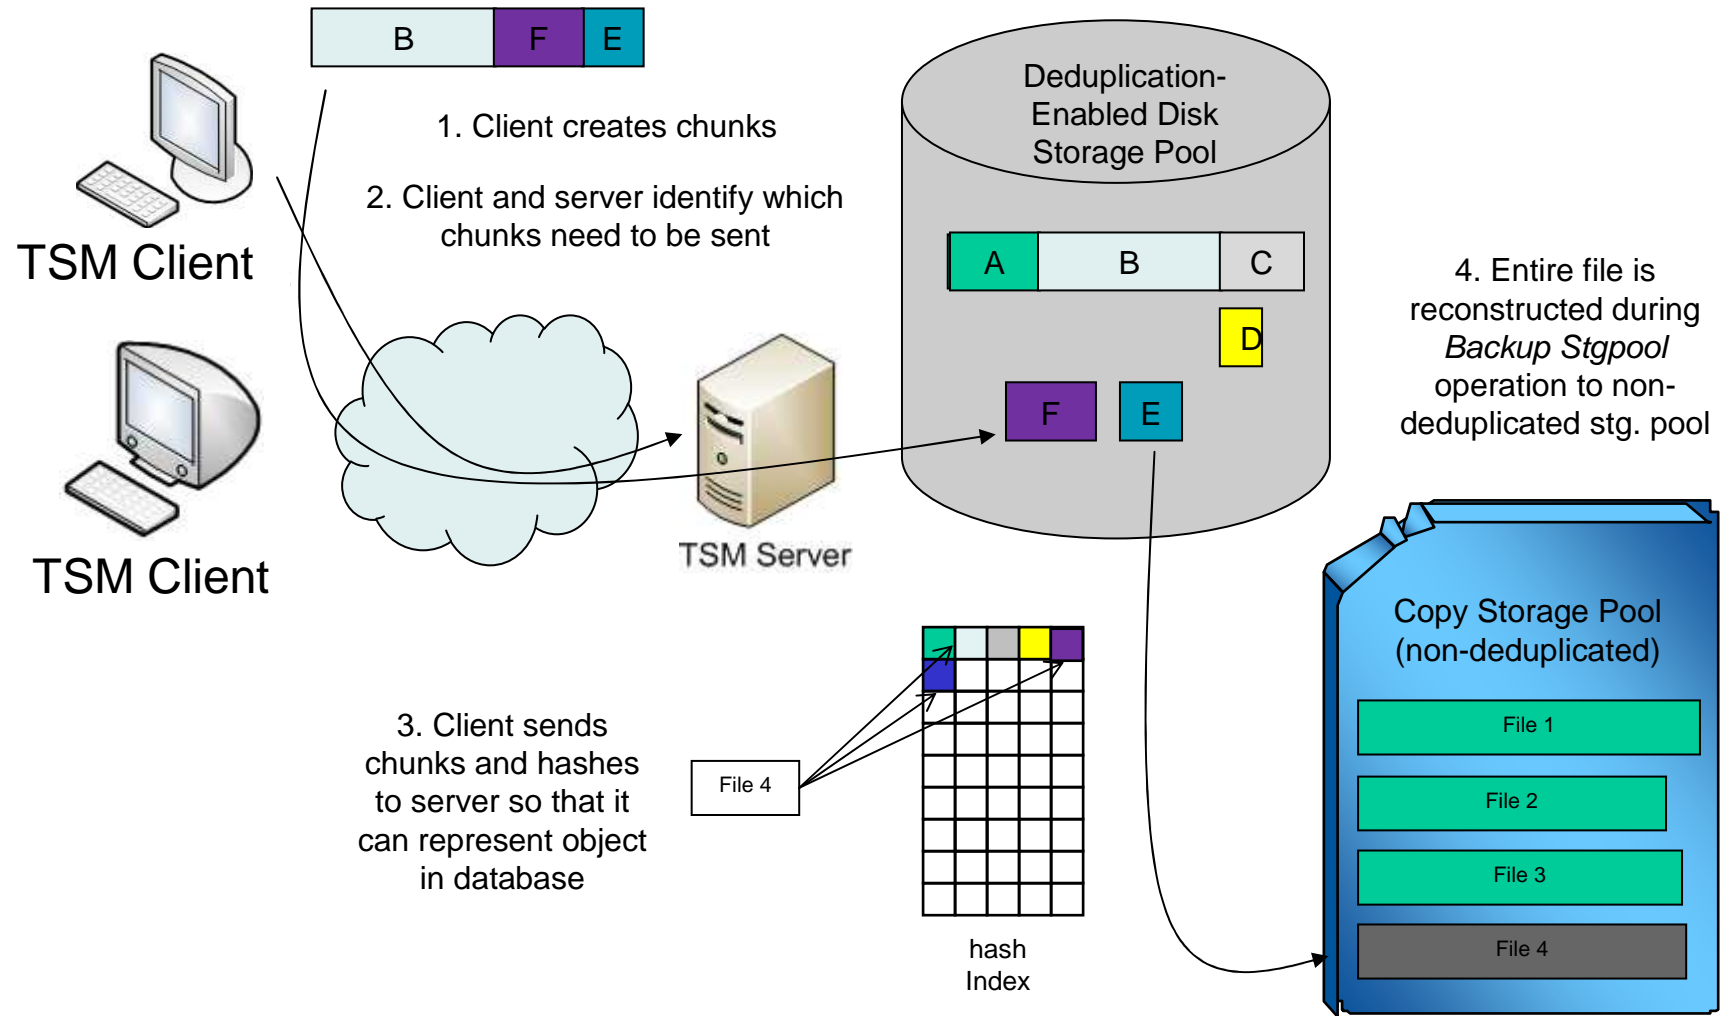 B F E
1. Client creates chunks
2. Client and server identify which
chunks need to be sent
TSM Client
TSM Client
TSM Server
Deduplication-
Enabled Disk
Storage Pool
A B C
D
F E
3. Client sends
chunks and hashes
to server so that it
can represent object
in database
File 4
hash
Index
4. Entire file is
reconstructed during
Backup Stgpool
operation to non-
deduplicated stg. pool
Copy Storage Pool
(non-deduplicated)
File 1
File 2
File 3
File 4